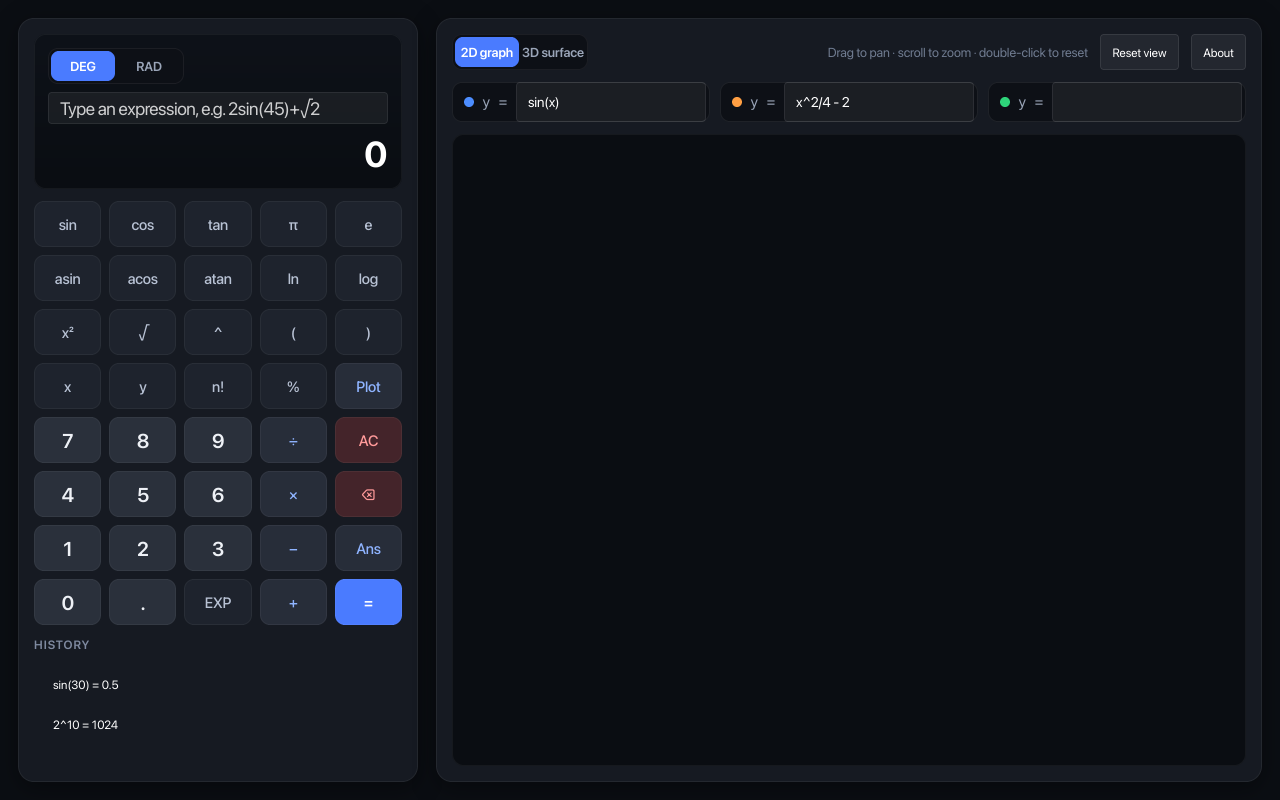 DEG RAD
Type an expression, e.g. 2sin(45)+√2
0
sin cos tan π e
asin acos atan ln log
x² √ ^ ( )
x y n! % Plot
7 8 9 ÷ AC
4 5 6 × ⌫
1 2 3 − Ans
0 . EXP + =
HISTORY
sin(30) = 0.5
2^10 = 1024
2D graph 3D surface Drag to pan · scroll to zoom · double-click to reset Reset view About
y = sin(x) y = x^2/4 - 2 y =